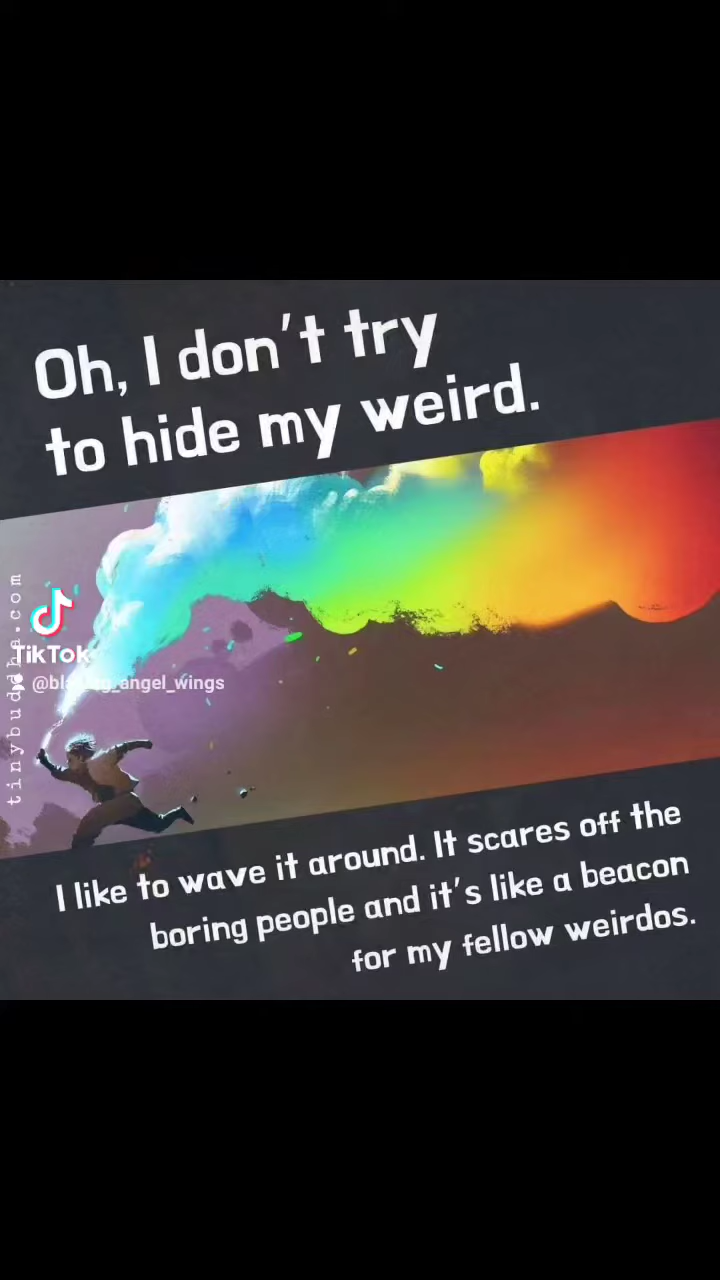 Oh, I don't try
to hide my weird.
tinybuddha.com
TikTok
I like to wave it around. It scares off the
boring people and it's like a beacon
for my fellow weirdos.